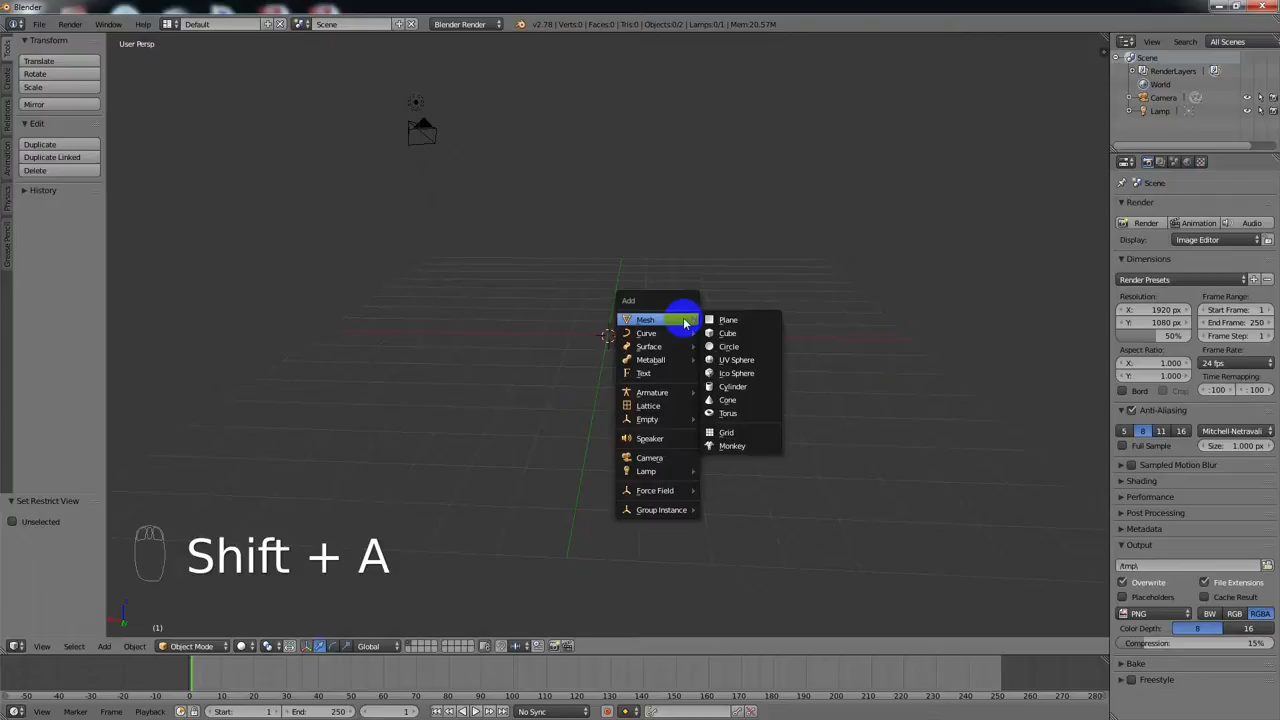 Blender
File
Render
Window
Help
Default
Scene
Blender Render
v2.78 | Verts:0 | Faces:0 | Tris:0 | Objects:0/2 | Lamps:0/1 | Mem:20.57M
Tools
Create
Relations
Animation
Physics
Grease Pencil
Transform
Translate
Rotate
Scale
Mirror
Edit
Duplicate
Duplicate Linked
Delete
History
Set Restrict View
Unselected
User Persp
Add
Mesh
Curve
Surface
Metaball
Text
Armature
Lattice
Empty
Speaker
Camera
Lamp
Force Field
Group Instance
Plane
Cube
Circle
UV Sphere
Ico Sphere
Cylinder
Cone
Torus
Grid
Monkey
Shift + A
(1)
View
Select
Add
Object
Object Mode
Global
-50 -40 -30 -20 -10 0 10 20 30 40 50 60 70 80 90 100 110 120 130 140 150 160 170 180 190 200 210 220 230 240 250 260 270 280
View
Marker
Frame
Playback
Start: 1
End: 250
1
No Sync
View
Search
All Scenes
Scene
RenderLayers
World
Camera
Lamp
Scene
Render
Render
Animation
Audio
Display:
Image Editor
Dimensions
Render Presets
Resolution:
Frame Range:
X: 1920 px
Start Frame: 1
Y: 1080 px
End Frame: 250
50%
Frame Step: 1
Aspect Ratio:
Frame Rate:
X: 1.000
24 fps
Y: 1.000
Time Remapping:
Bord
Crop
:100
:100
Anti-Aliasing
5
8
11
16
Mitchell-Netravali
Full Sample
Size: 1.000 px
Sampled Motion Blur
Shading
Performance
Post Processing
Metadata
Output
/tmp\
Overwrite
File Extensions
Placeholders
Cache Result
PNG
BW
RGB
RGBA
Color Depth:
8
16
Compression:
15%
Bake
Freestyle